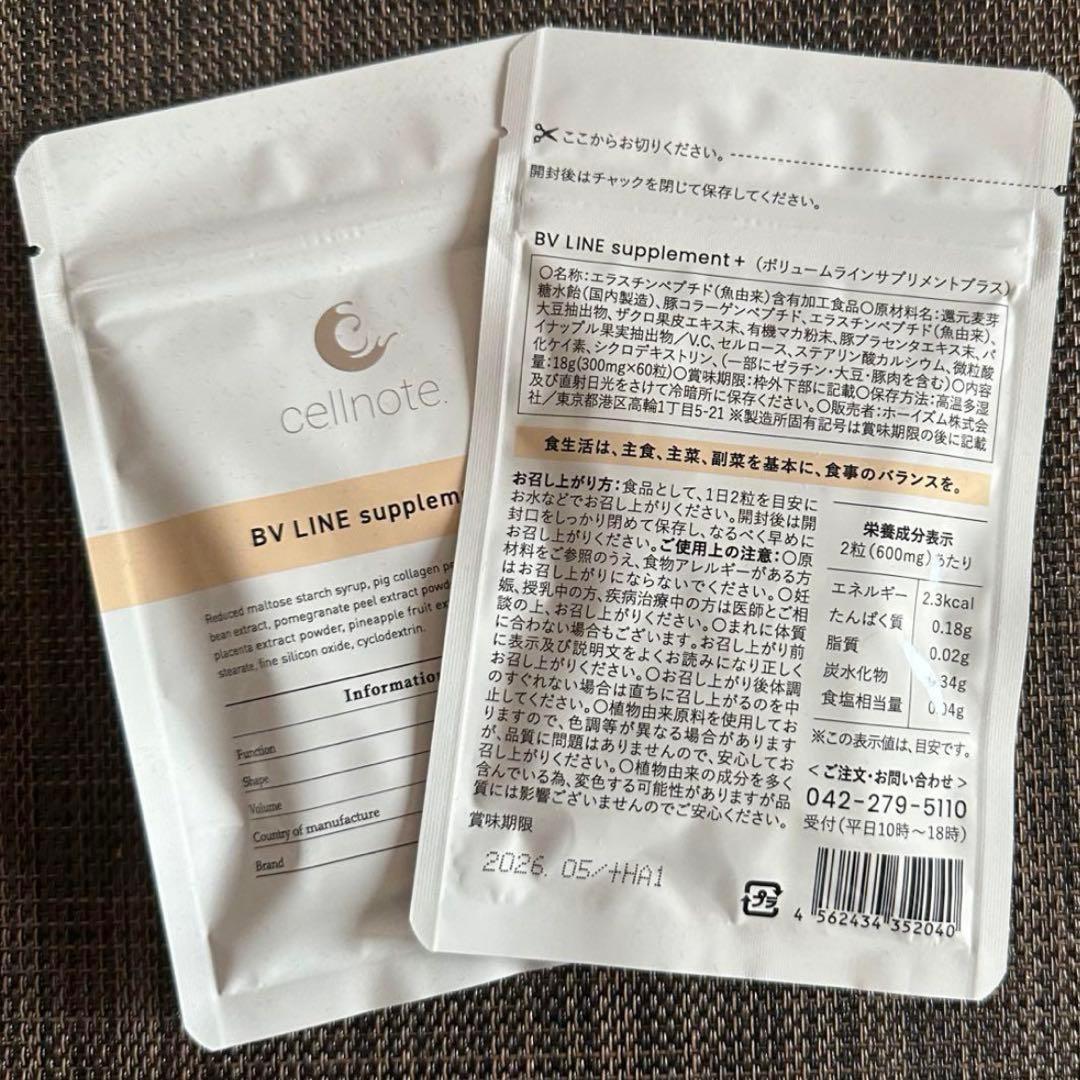 cellnote.
BV LINE supplem
Reduced maltose starch syrup, pig collagen pe
bean extract, pomegranate peel extract powd
placenta extract powder, pineapple fruit ex
stearate, fine silicon oxide, cyclodextrin.
Information
Function
Shape
Volume
Country of manufacture
Brand
ここからお切りください。
開封後はチャックを閉じて保存してください。
BV LINE supplement+ (ボリュームラインサプリメントプラス)
○名称:エラスチンペプチド(魚由来)含有加工食品○原材料名:還元麦芽
糖水飴(国内製造)、豚コラーゲンペプチド、エラスチンペプチド(魚由来)、
大豆抽出物、ザクロ果皮エキス末、有機マカ粉末、豚プラセンタエキス末、パ
イナップル果実抽出物/V.C、セルロース、ステアリン酸カルシウム、微粒酸
化ケイ素、シクロデキストリン、(一部にゼラチン・大豆・豚肉を含む)○内容
量:18g(300mg×60粒)○賞味期限:枠外下部に記載○保存方法:高温多湿
及び直射日光をさけて冷暗所に保存ください。○販売者:ホーイズム株式会
社/東京都港区高輪1丁目5-21 ※製造所固有記号は賞味期限の後に記載
食生活は、主食、主菜、副菜を基本に、食事のバランスを。
お召し上がり方:食品として、1日2粒を目安に
お水などでお召し上がりください。開封後は開
封口をしっかり閉めて保存し、なるべく早めに
お召し上がりください。ご使用上の注意:○原
材料をご参照のうえ、食物アレルギーがある方
はお召し上がりにならないでください。○妊
娠、授乳中の方、疾病治療中の方は医師とご相
談の上、お召し上がりください。○まれに体質
に合わない場合もございます。お召し上がり前
に表示及び説明文をよくお読みになり正しく
お召し上がりください。○お召し上がり後体調
のすぐれない場合は直ちに召し上がるのを中
止してください。○植物由来原料を使用してお
りますので、色調等が異なる場合があります
が、品質に問題はありませんので、安心してお
召し上がりください。○植物由来の成分を多く
含んでいる為、変色する可能性がありますが品
質には影響ございませんのでご安心ください。
賞味期限
2026. 05/+HA1
栄養成分表示
2粒(600mg)あたり
エネルギー 2.3kcal
たんぱく質 0.18g
脂質 0.02g
炭水化物 0.34g
食塩相当量 0.04g
※この表示値は、目安です。
<ご注文・お問い合わせ>
042-279-5110
受付(平日10時～18時)
プラ
4 562434 352040